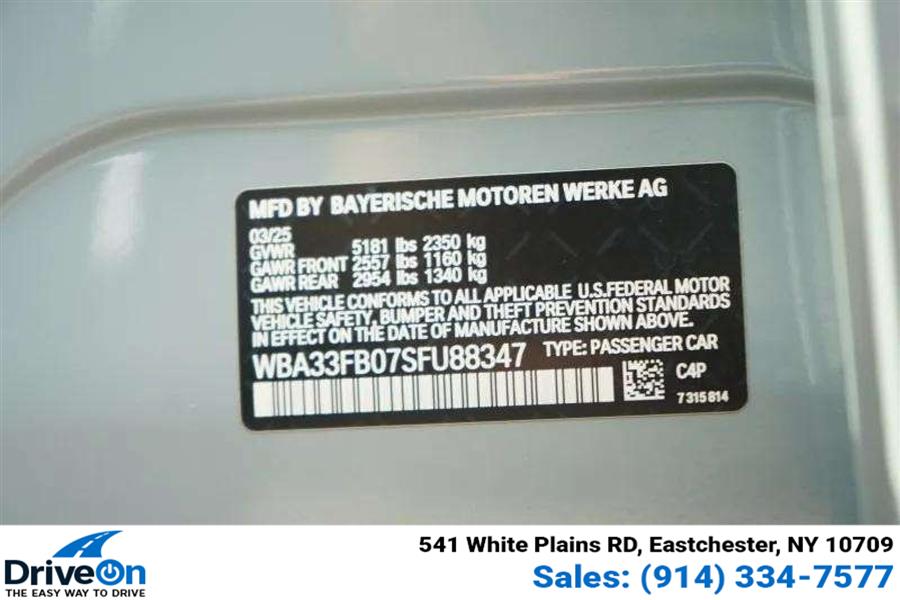 MFD BY BAYERISCHE MOTOREN WERKE AG
03/25
GVWR 5181 lbs 2350 kg
GAWR FRONT 2557 lbs 1160 kg
GAWR REAR 2954 lbs 1340 kg
THIS VEHICLE CONFORMS TO ALL APPLICABLE U.S.FEDERAL MOTOR
VEHICLE SAFETY, BUMPER AND THEFT PREVENTION STANDARDS
IN EFFECT ON THE DATE OF MANUFACTURE SHOWN ABOVE.
WBA33FB07SFU88347 TYPE: PASSENGER CAR
C4P
7 315 814
DriveOn
THE EASY WAY TO DRIVE
541 White Plains RD, Eastchester, NY 10709
Sales: (914) 334-7577